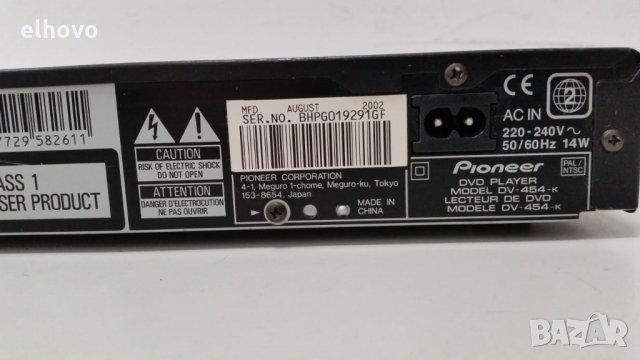 elhovo
7729 582611
ASS 1
SER PRODUCT
CAUTION
RISK OF ELECTRIC SHOCK
DO NOT OPEN
ATTENTION
DANGER D'ELECTROCUTION
NE PAS OUVRIR
MFD AUGUST 2002
SER.NO. BHPG019291GF
PIONEER CORPORATION
4-1, Meguro 1-chome, Meguro-ku, Tokyo
153-8654, Japan
MADE IN
CHINA
CE
2
AC IN
220-240V~
50/60Hz 14W
Pioneer
PAL/
NTSC
DVD PLAYER
MODEL DV-454-K
LECTEUR DE DVD
MODELE DV-454-K
BAZAR